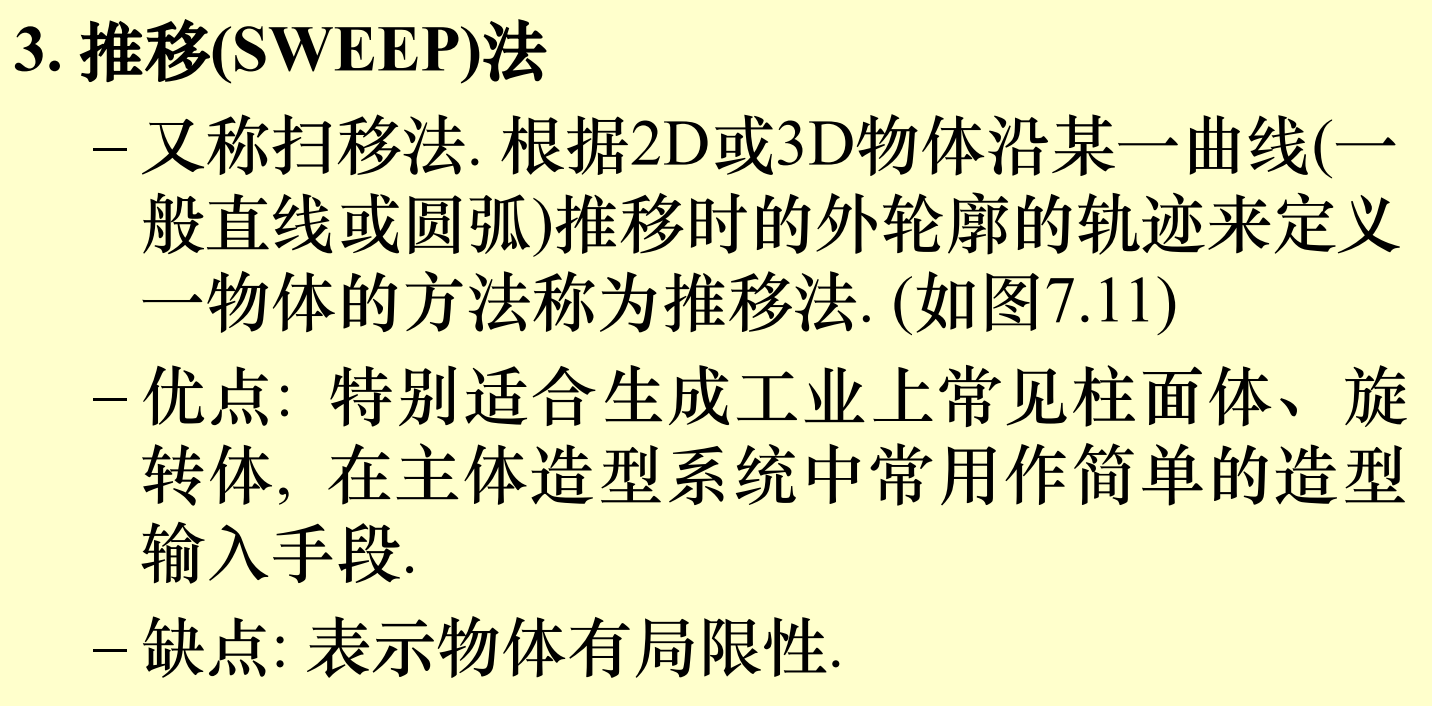 3. 推移(SWEEP)法
– 又称扫移法. 根据2D或3D物体沿某一曲线(一
般直线或圆弧)推移时的外轮廓的轨迹来定义
一物体的方法称为推移法. (如图7.11)
– 优点: 特别适合生成工业上常见柱面体、旋
转体, 在主体造型系统中常用作简单的造型
输入手段.
– 缺点: 表示物体有局限性.